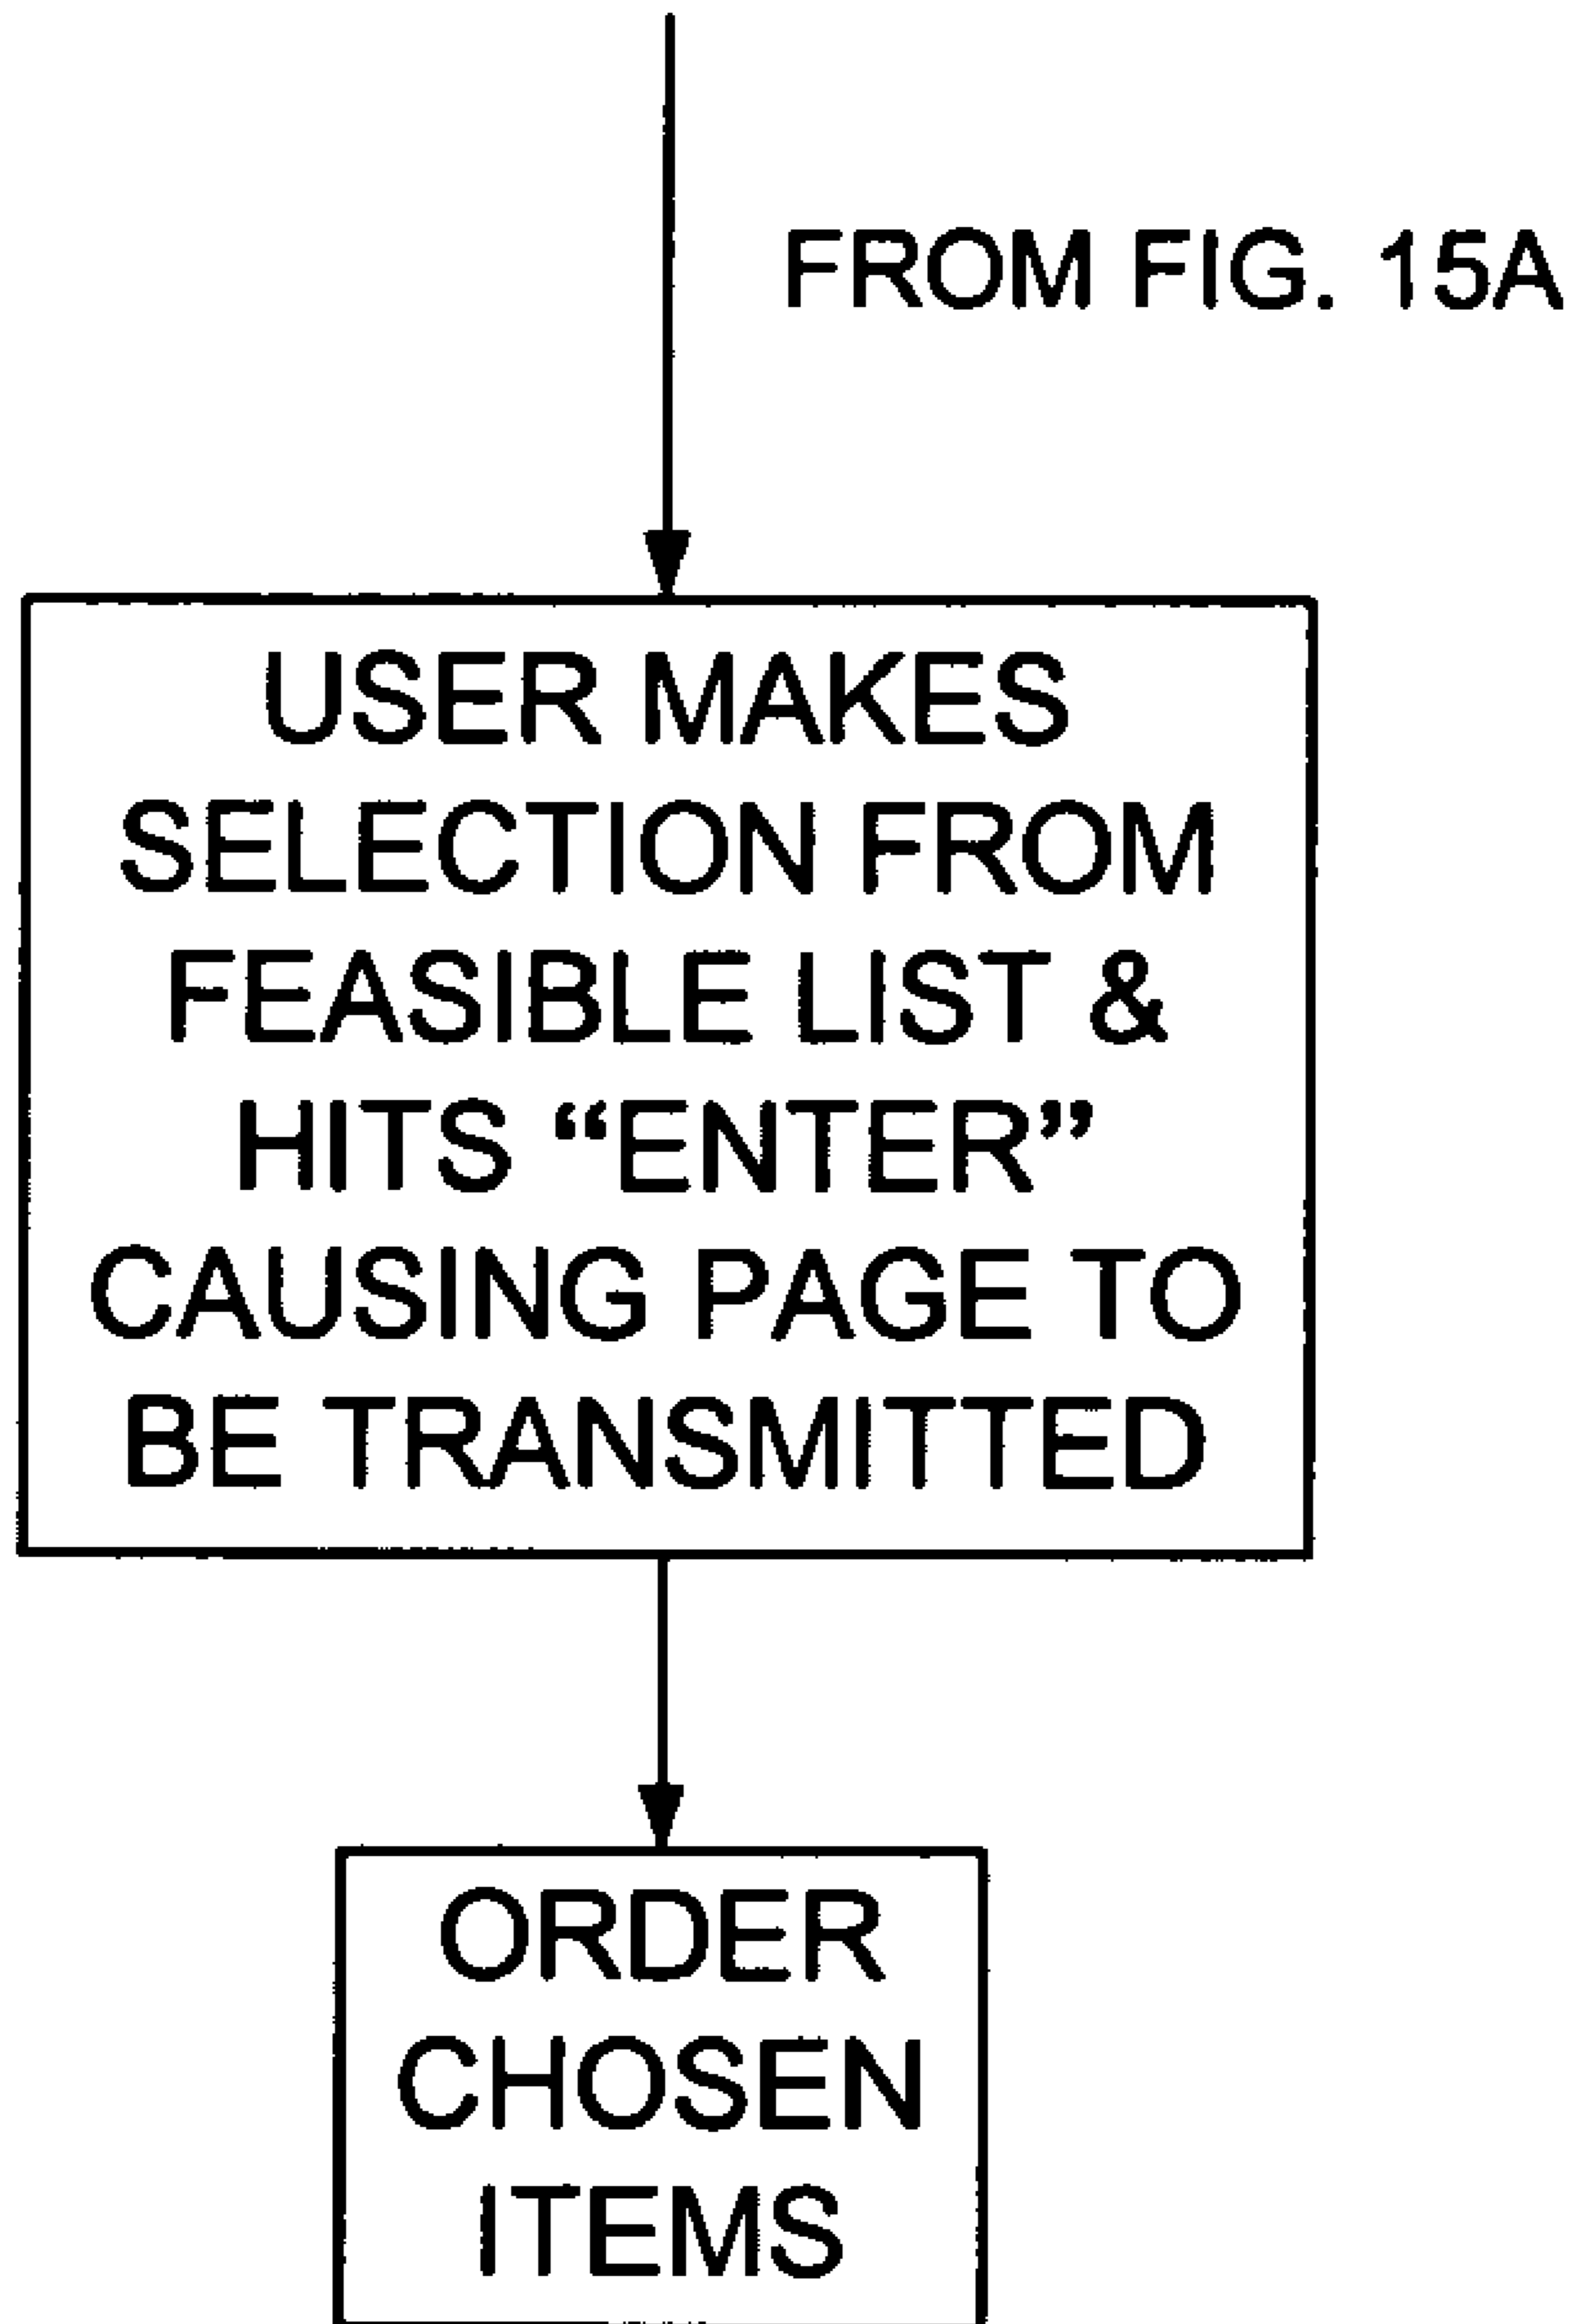 FROM FIG. 15A
USER MAKES
SELECTION FROM
FEASIBLE LIST &
HITS “ENTER”
CAUSING PAGE TO
BE TRANSMITTED
ORDER
CHOSEN
ITEMS